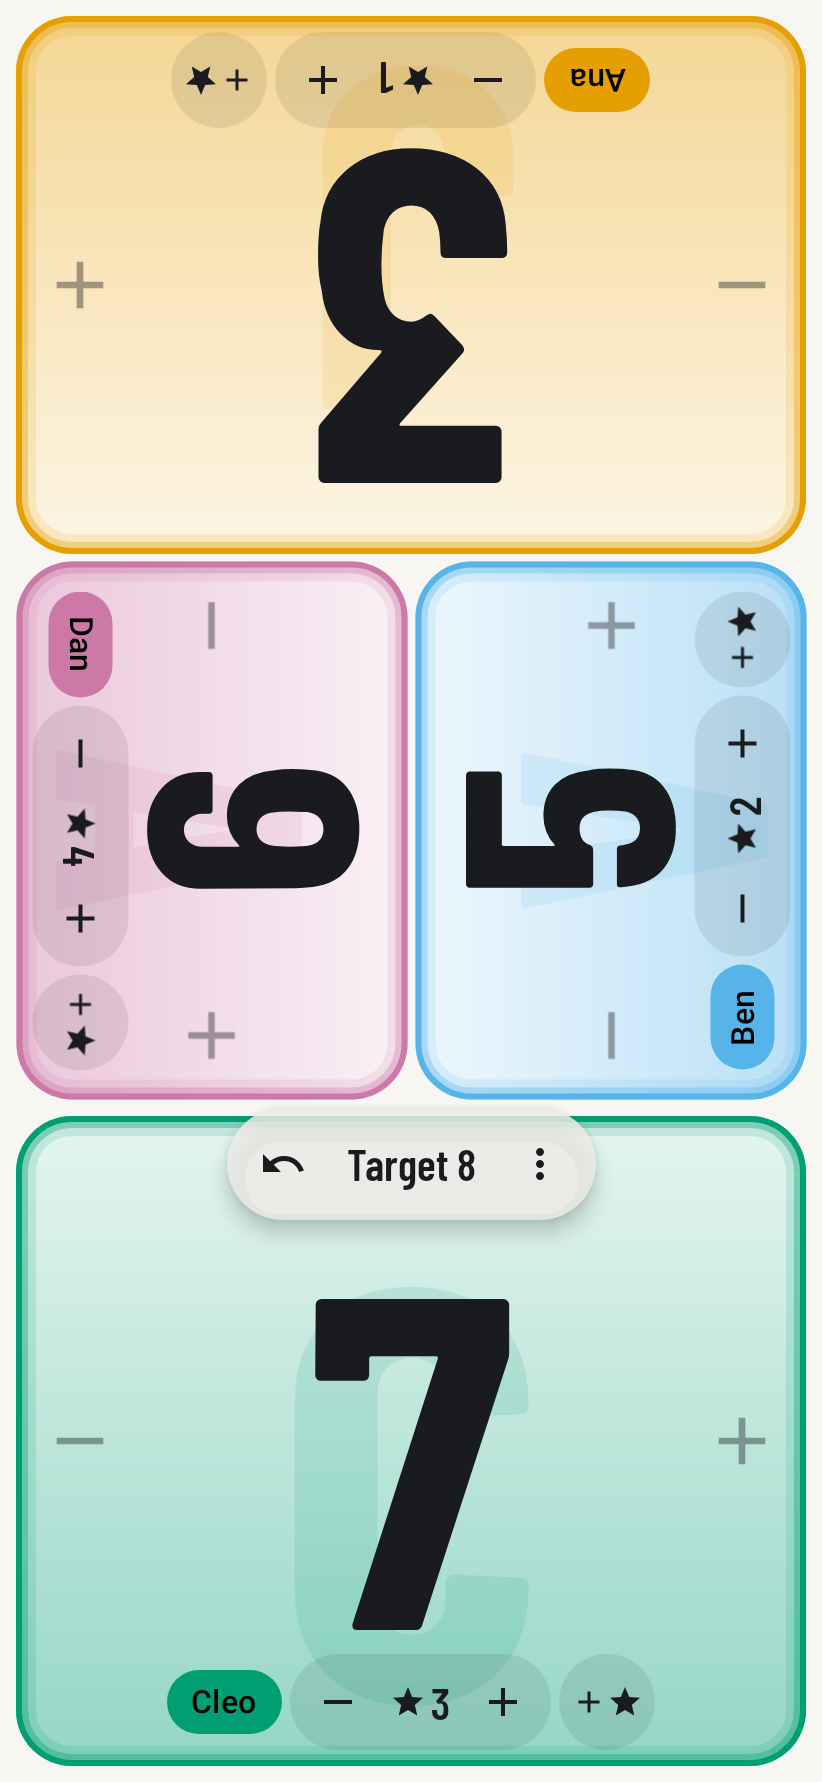 Ana
− ★ 1 +
+ ★
3
−
+
Dan
− ★ 4 +
+ ★
9
−
+
Ben
− ★ 2 +
+ ★
5
−
+
Target 8
7
−
+
Cleo
− ★ 3 +
+ ★